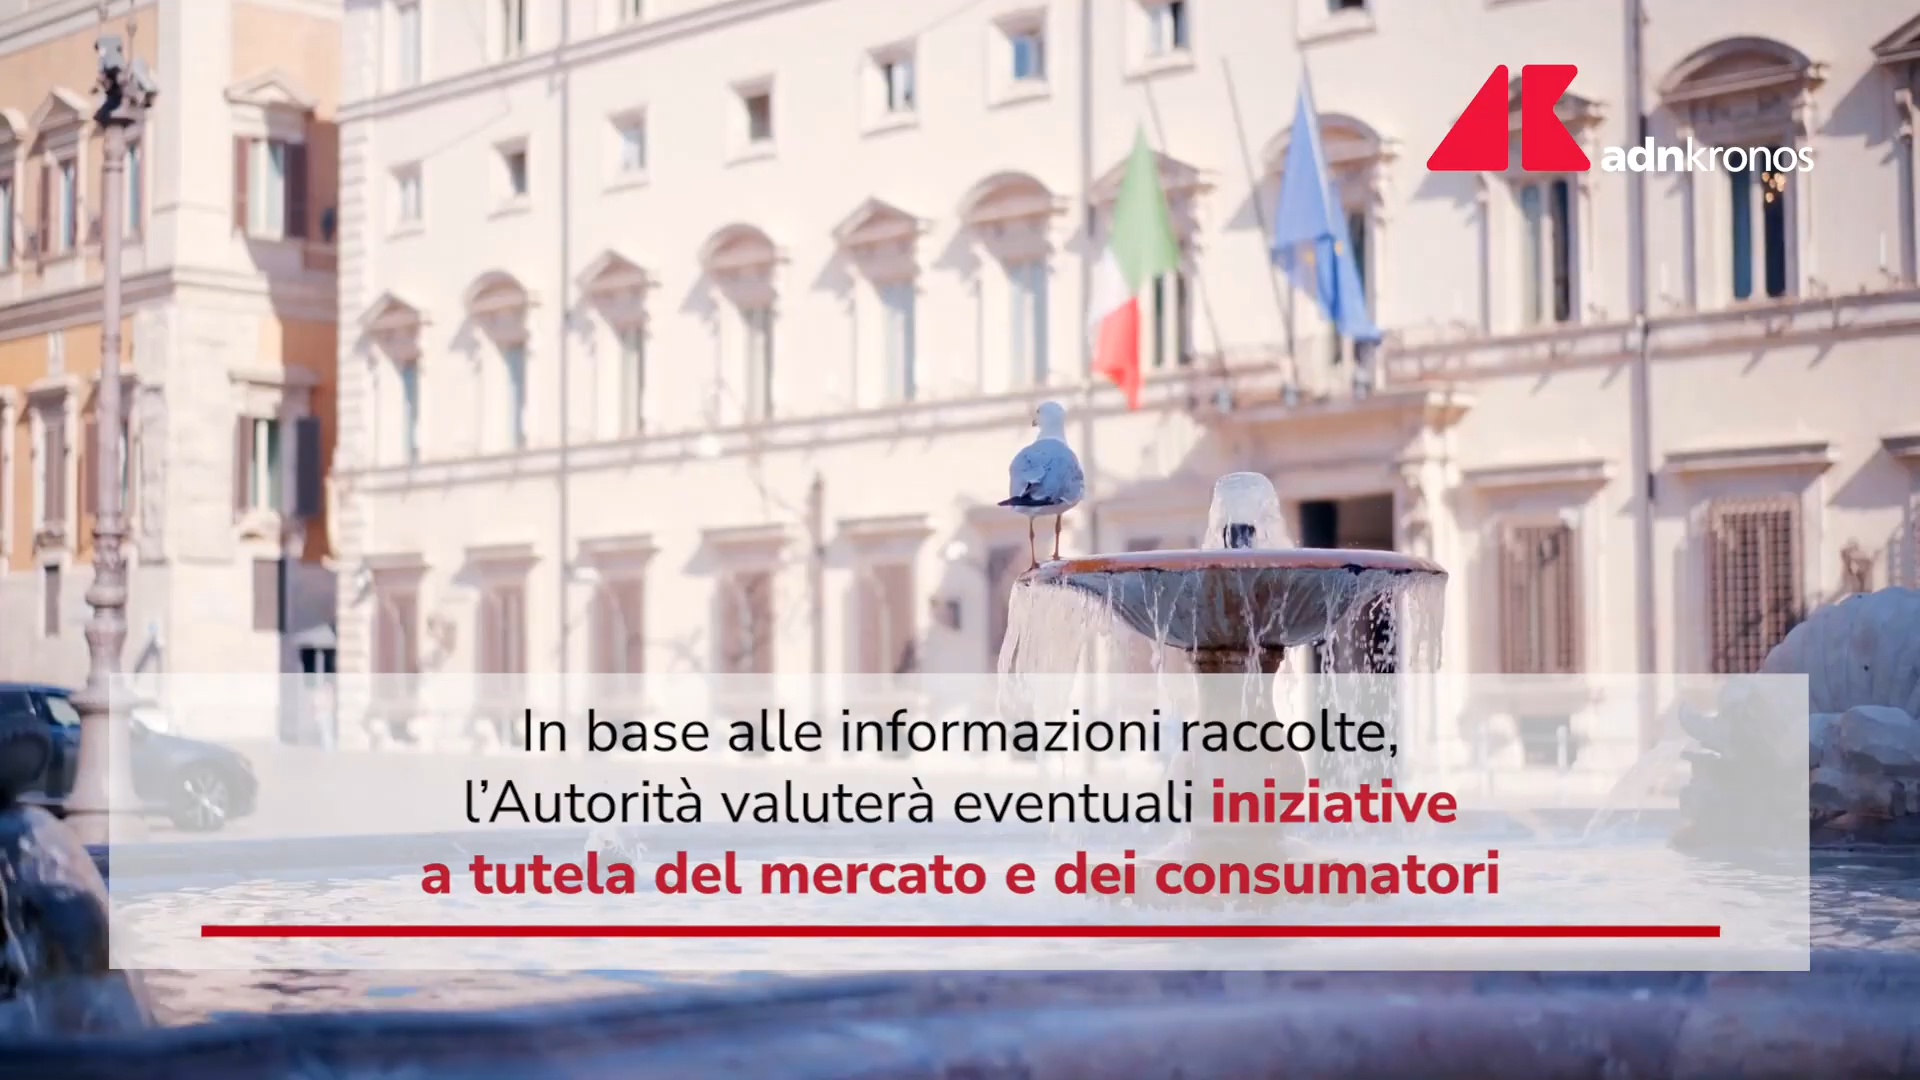 adnkronos
In base alle informazioni raccolte,
l’Autorità valuterà eventuali iniziative
a tutela del mercato e dei consumatori